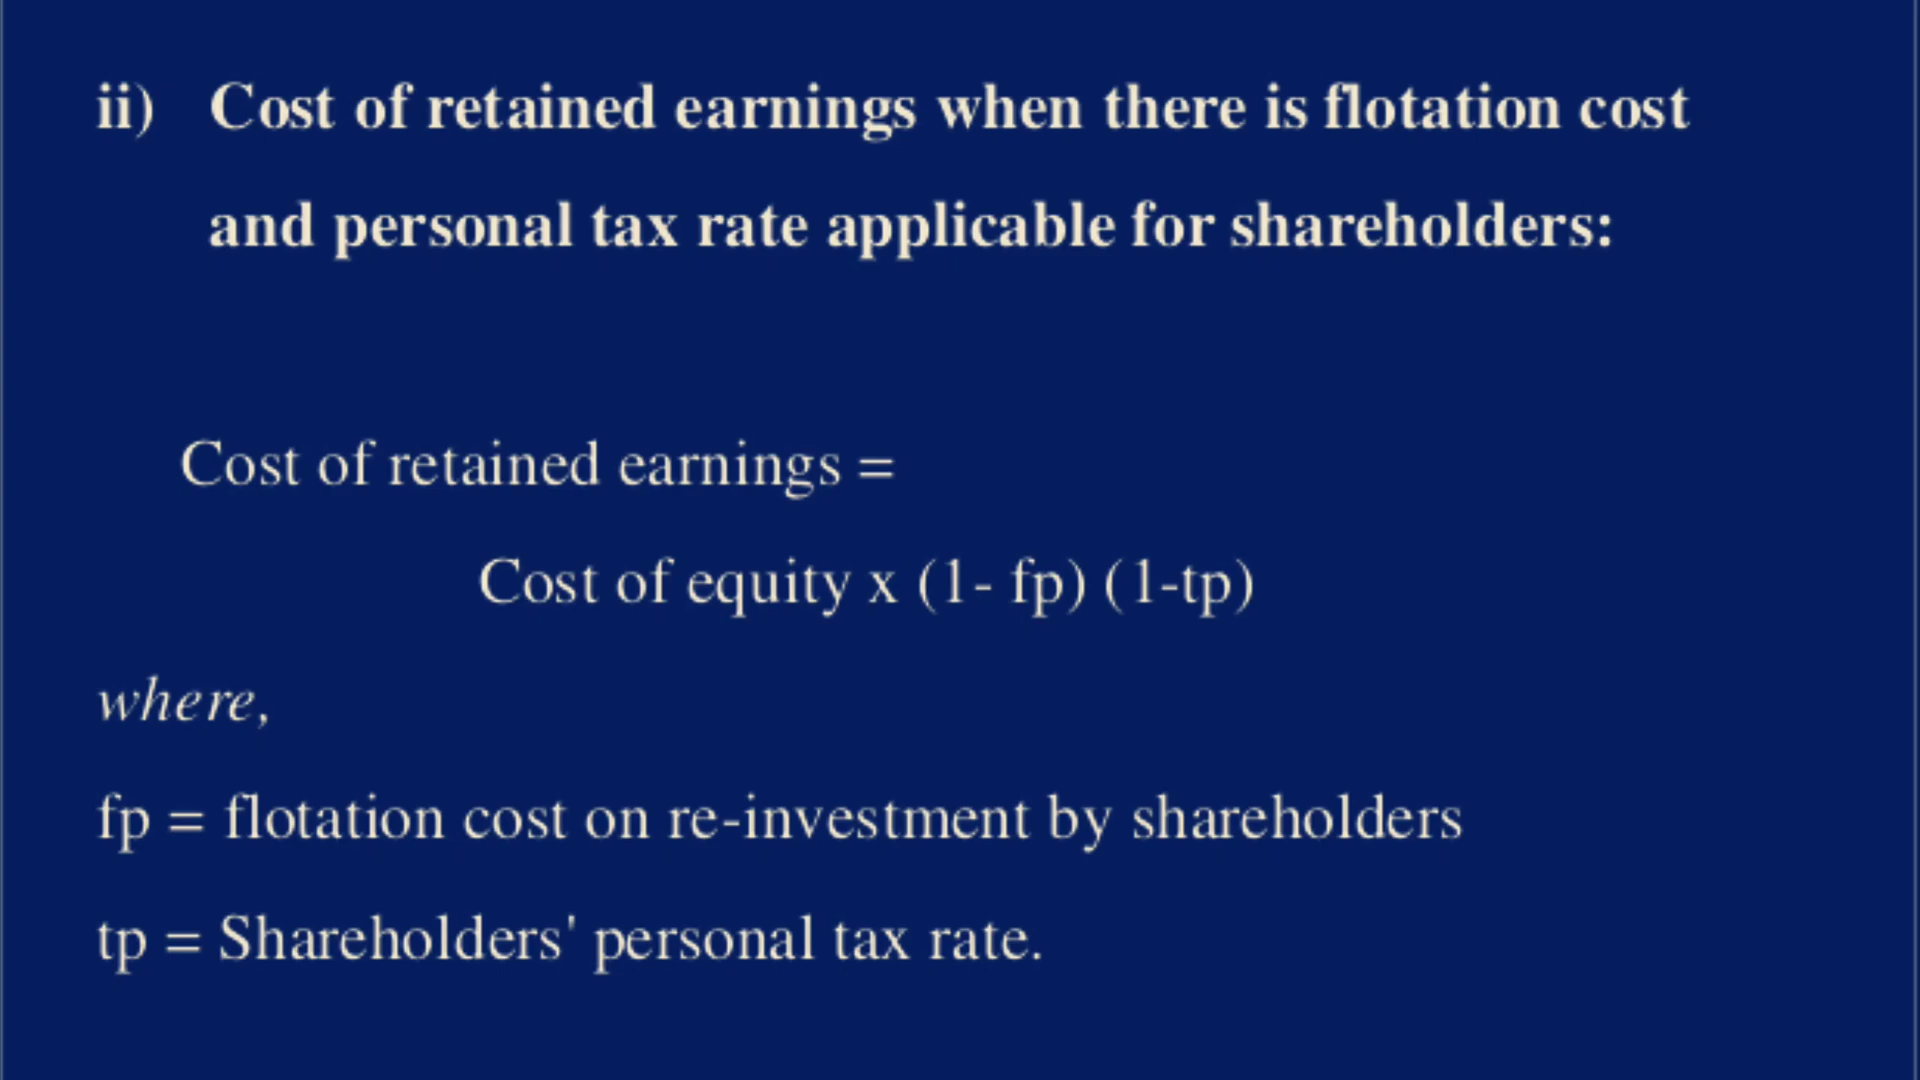 ii) Cost of retained earnings when there is flotation cost
and personal tax rate applicable for shareholders:
Cost of retained earnings =
Cost of equity x (1- fp) (1-tp)
where,
fp = flotation cost on re-investment by shareholders
tp = Shareholders' personal tax rate.